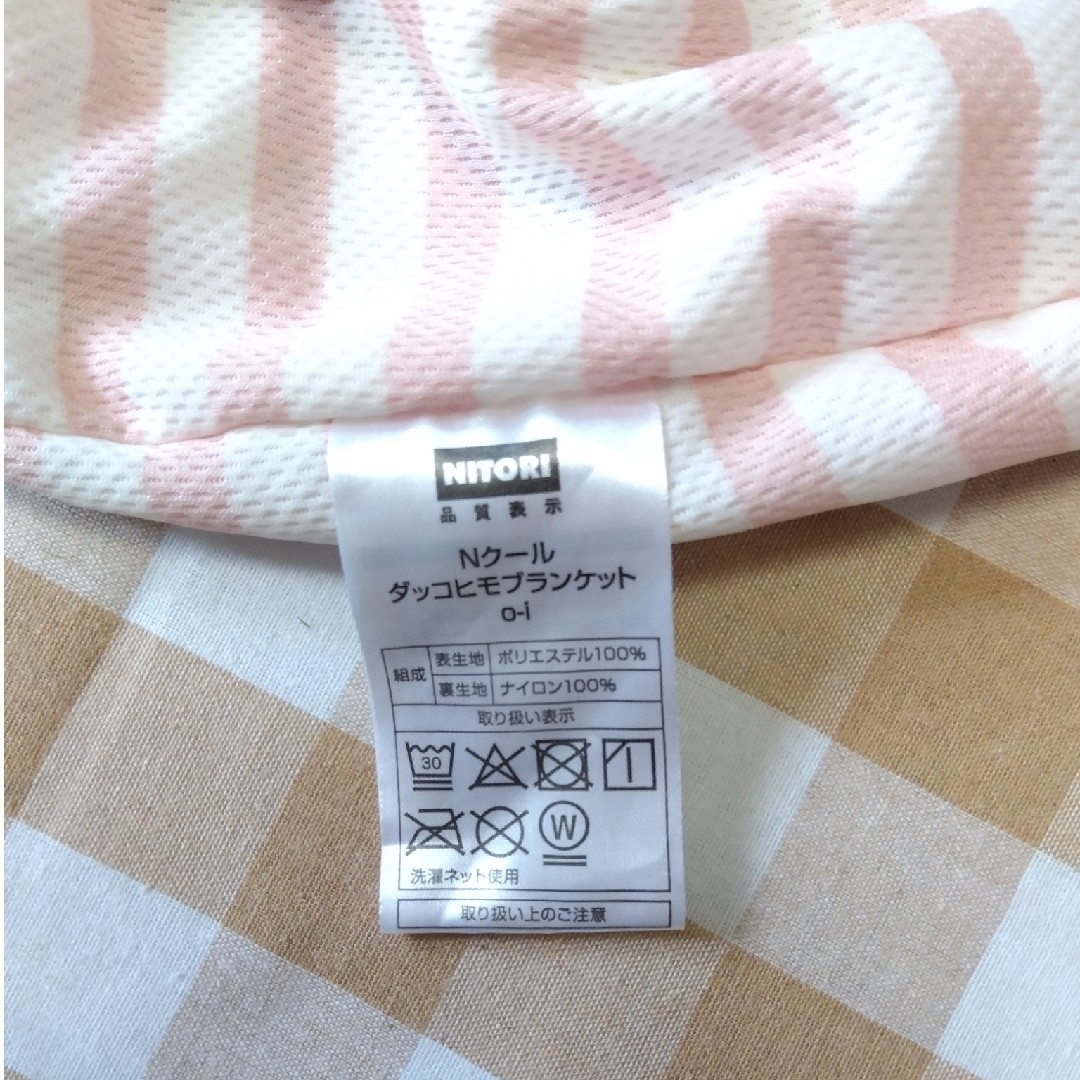 NITORI
品質表示
Nクール
ダッコヒモブランケット
o-i
組成 表生地 ポリエステル100%
裏生地 ナイロン100%
取り扱い表示
30
W
洗濯ネット使用
取り扱い上のご注意